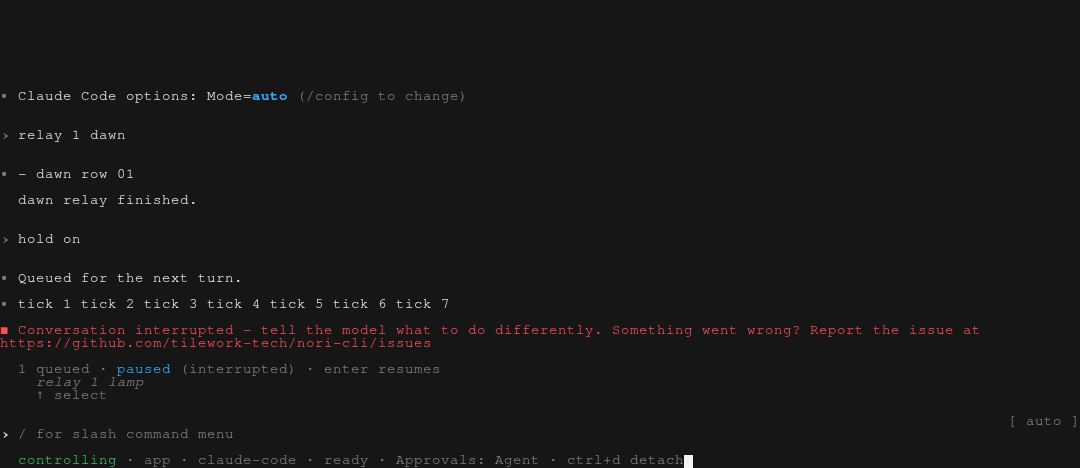 • Claude Code options: Mode=auto (/config to change)
› relay 1 dawn
• - dawn row 01
dawn relay finished.
› hold on
• Queued for the next turn.
• tick 1 tick 2 tick 3 tick 4 tick 5 tick 6 tick 7
■ Conversation interrupted - tell the model what to do differently. Something went wrong? Report the issue at
https://github.com/tilework-tech/nori-cli/issues
1 queued · paused (interrupted) · enter resumes
relay 1 lamp
↑ select
[ auto ]
› / for slash command menu
controlling · app · claude-code · ready · Approvals: Agent · ctrl+d detach